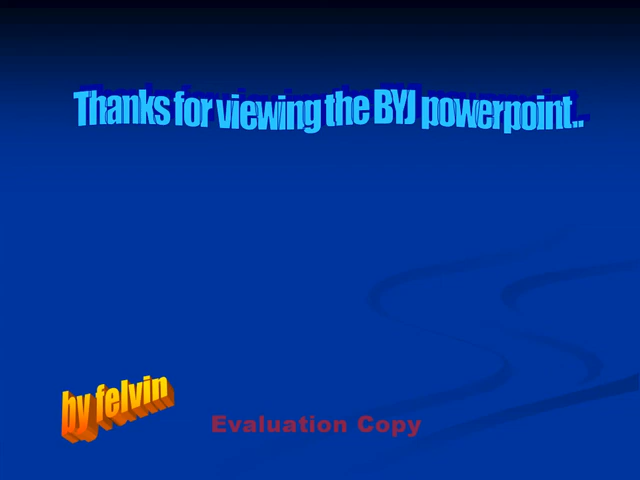 Thanks for viewing the BYJ powerpoint..
by felvin
Evaluation Copy